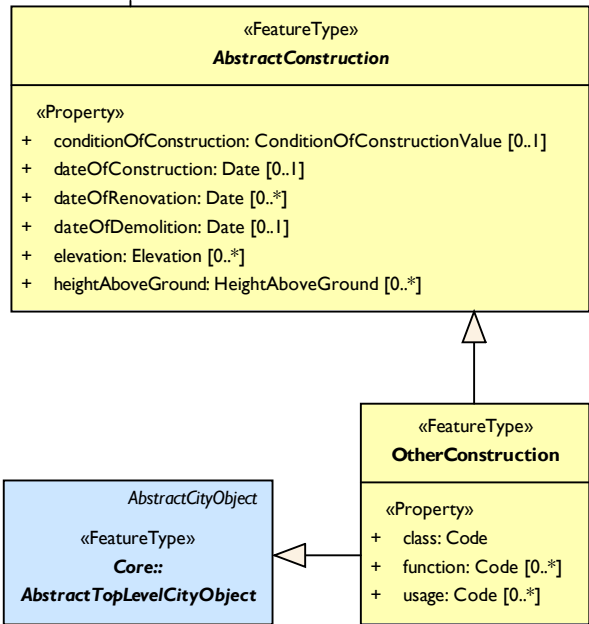 «FeatureType»
AbstractConstruction
«Property»
+ conditionOfConstruction: ConditionOfConstructionValue [0..1]
+ dateOfConstruction: Date [0..1]
+ dateOfRenovation: Date [0..*]
+ dateOfDemolition: Date [0..1]
+ elevation: Elevation [0..*]
+ heightAboveGround: HeightAboveGround [0..*]
«FeatureType»
OtherConstruction
«Property»
+ class: Code
+ function: Code [0..*]
+ usage: Code [0..*]
AbstractCityObject
«FeatureType»
Core::
AbstractTopLevelCityObject